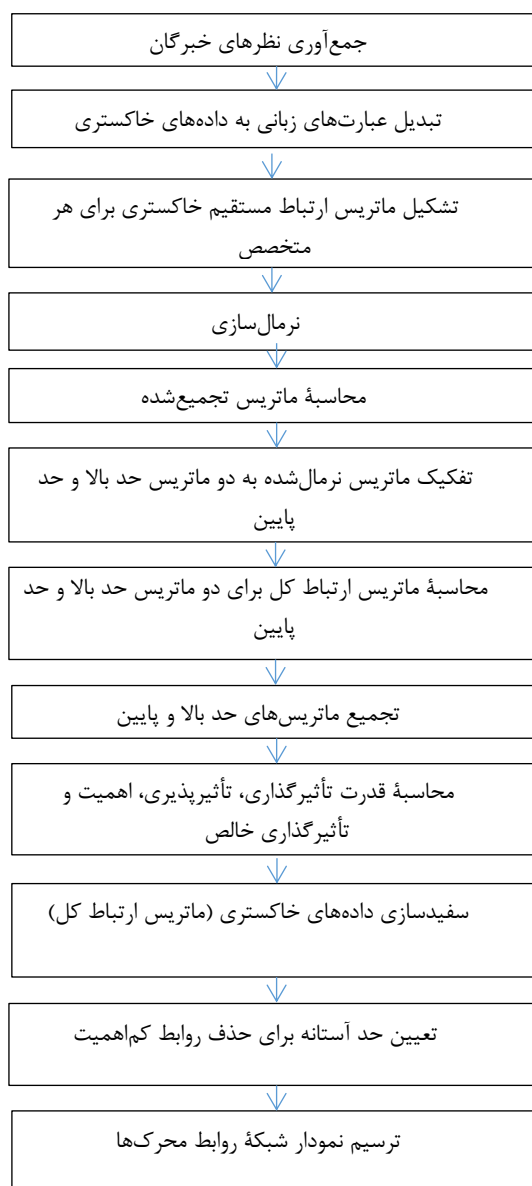 جمع‌آوری نظرهای خبرگان
تبدیل عبارت‌های زبانی به داده‌های خاکستری
تشکیل ماتریس ارتباط مستقیم خاکستری برای هر
متخصص
نرمال‌سازی
محاسبۀ ماتریس تجمیع‌شده
تفکیک ماتریس نرمال‌شده به دو ماتریس حد بالا و حد
پایین
محاسبۀ ماتریس ارتباط کل برای دو ماتریس حد بالا و حد
پایین
تجمیع ماتریس‌های حد بالا و پایین
محاسبۀ قدرت تأثیرگذاری، تأثیرپذیری، اهمیت و
تأثیرگذاری خالص
سفیدسازی داده‌های خاکستری (ماتریس ارتباط کل)
تعیین حد آستانه برای حذف روابط کم‌اهمیت
ترسیم نمودار شبکۀ روابط محرک‌ها